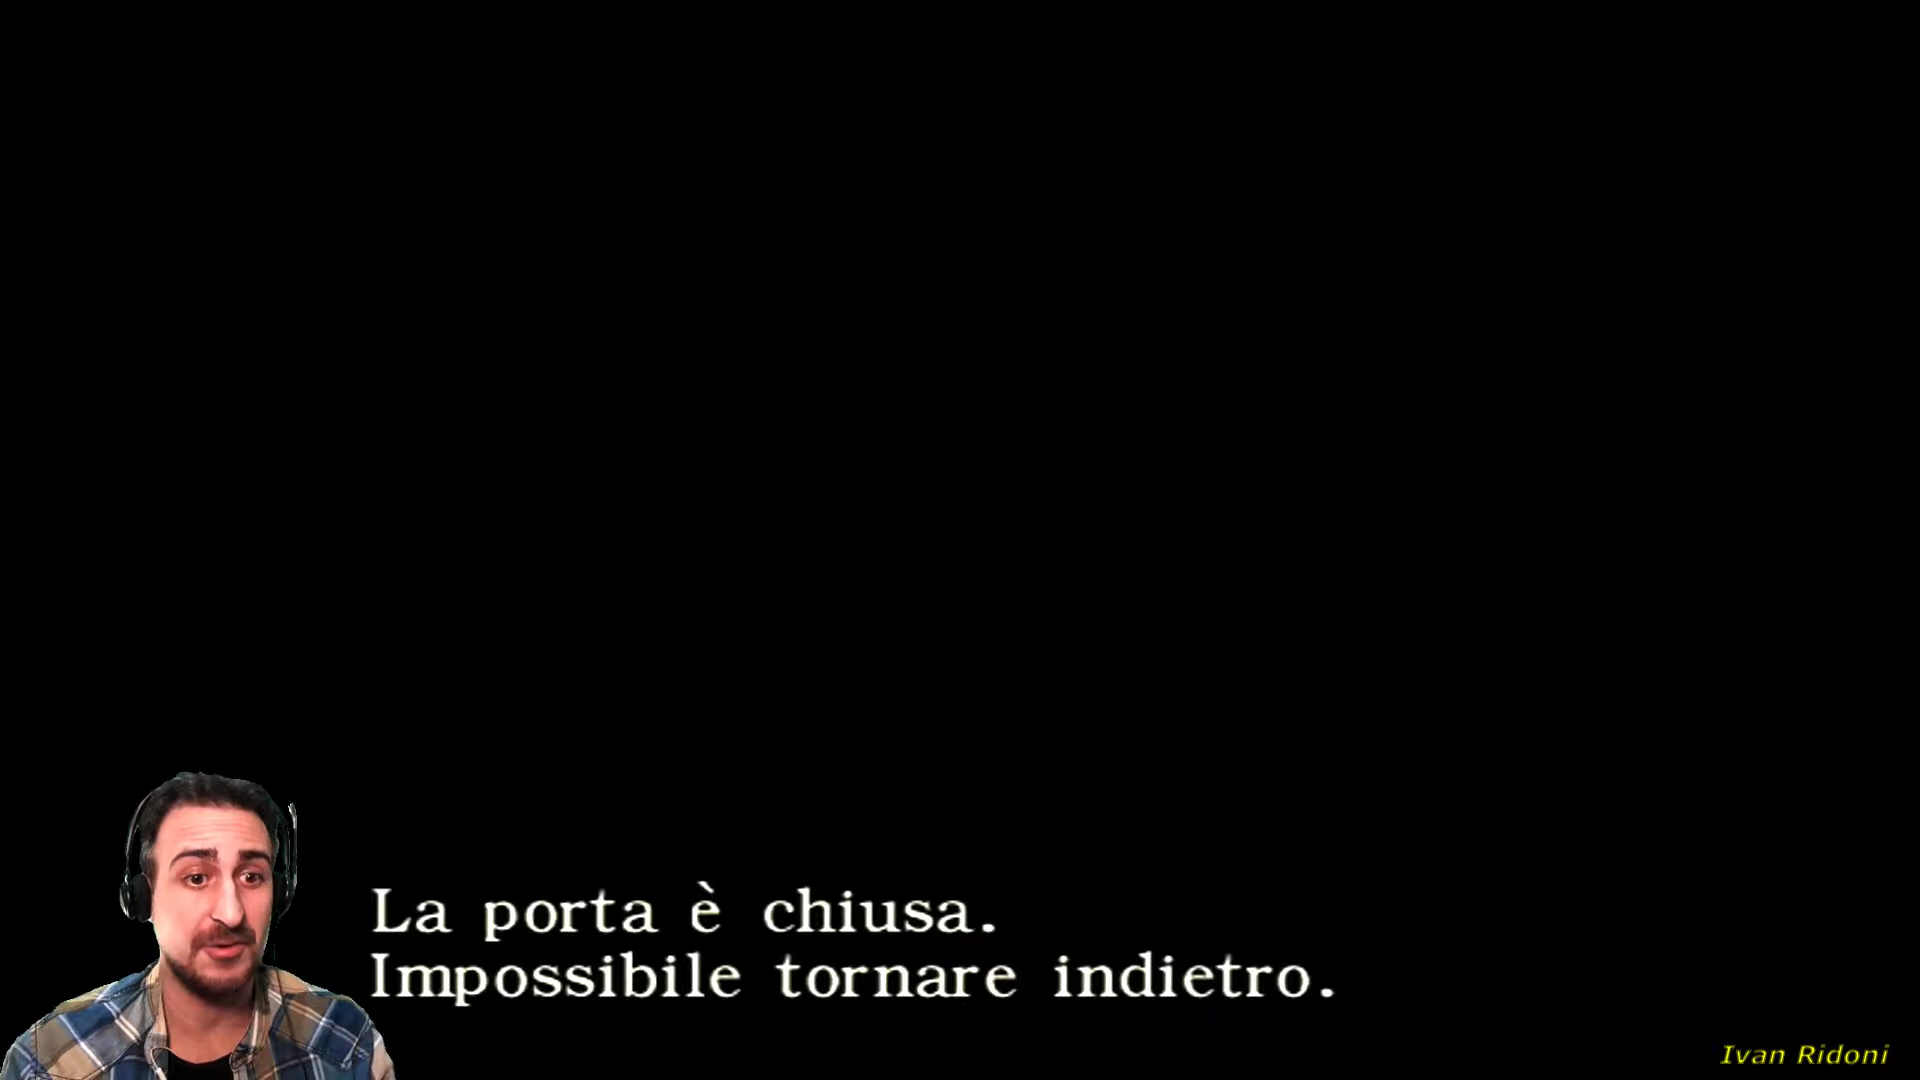 La porta è chiusa.
Impossibile tornare indietro.
Ivan Ridoni